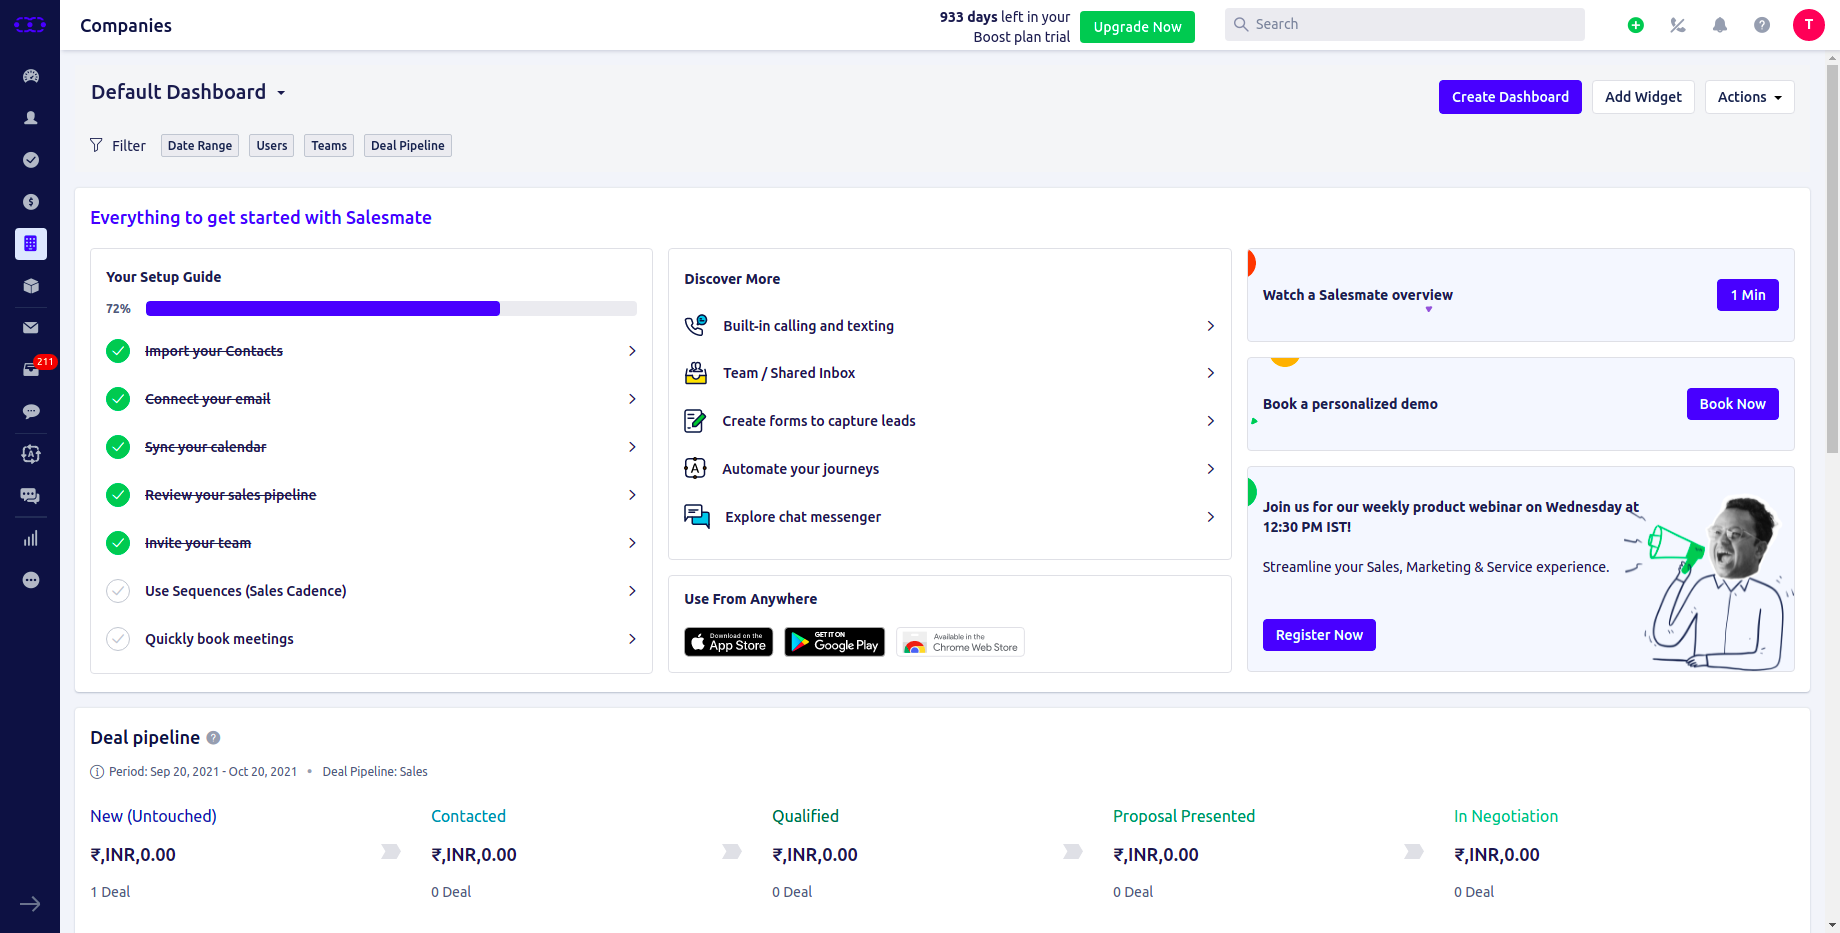 Companies
933 days left in your
Boost plan trial
Upgrade Now
Search
T
Default Dashboard
Create Dashboard
Add Widget
Actions
Filter
Date Range
Users
Teams
Deal Pipeline
211
Everything to get started with Salesmate
Your Setup Guide
72%
Import your Contacts
Connect your email
Sync your calendar
Review your sales pipeline
Invite your team
Use Sequences (Sales Cadence)
Quickly book meetings
Discover More
Built-in calling and texting
Team / Shared Inbox
Create forms to capture leads
Automate your journeys
Explore chat messenger
Use From Anywhere
Download on the
App Store
GET IT ON
Google Play
Available in the
Chrome Web Store
Watch a Salesmate overview
1 Min
Book a personalized demo
Book Now
Join us for our weekly product webinar on Wednesday at
12:30 PM IST!
Streamline your Sales, Marketing & Service experience.
Register Now
Deal pipeline
Period: Sep 20, 2021 - Oct 20, 2021 • Deal Pipeline: Sales
New (Untouched)
₹,INR,0.00
1 Deal
Contacted
₹,INR,0.00
0 Deal
Qualified
₹,INR,0.00
0 Deal
Proposal Presented
₹,INR,0.00
0 Deal
In Negotiation
₹,INR,0.00
0 Deal